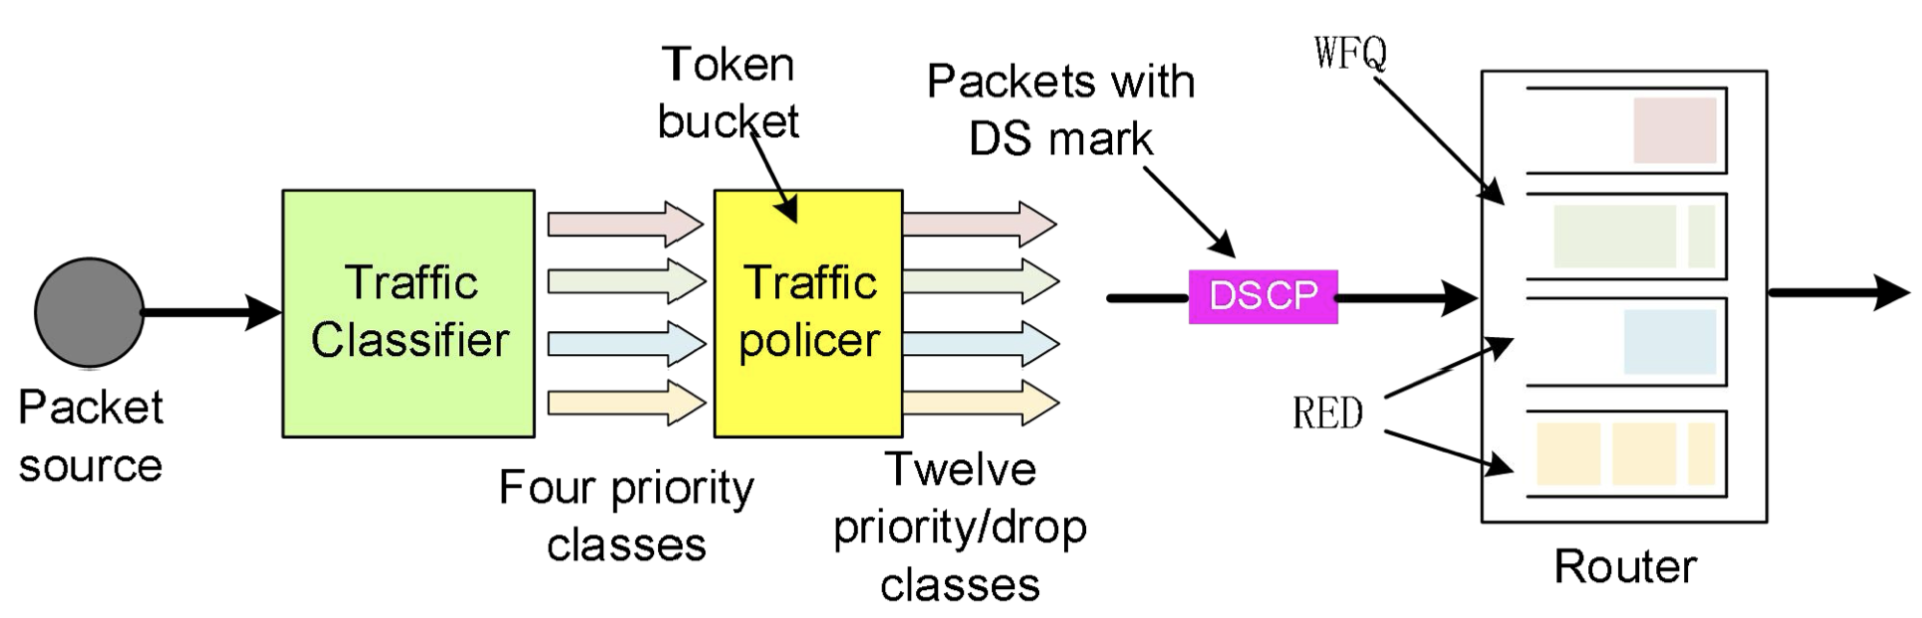 Token
bucket
Packets with
DS mark
WFQ
Traffic
Classifier
Traffic
policer
DSCP
Packet
source
RED
Four priority
classes
Twelve
priority/drop
classes
Router